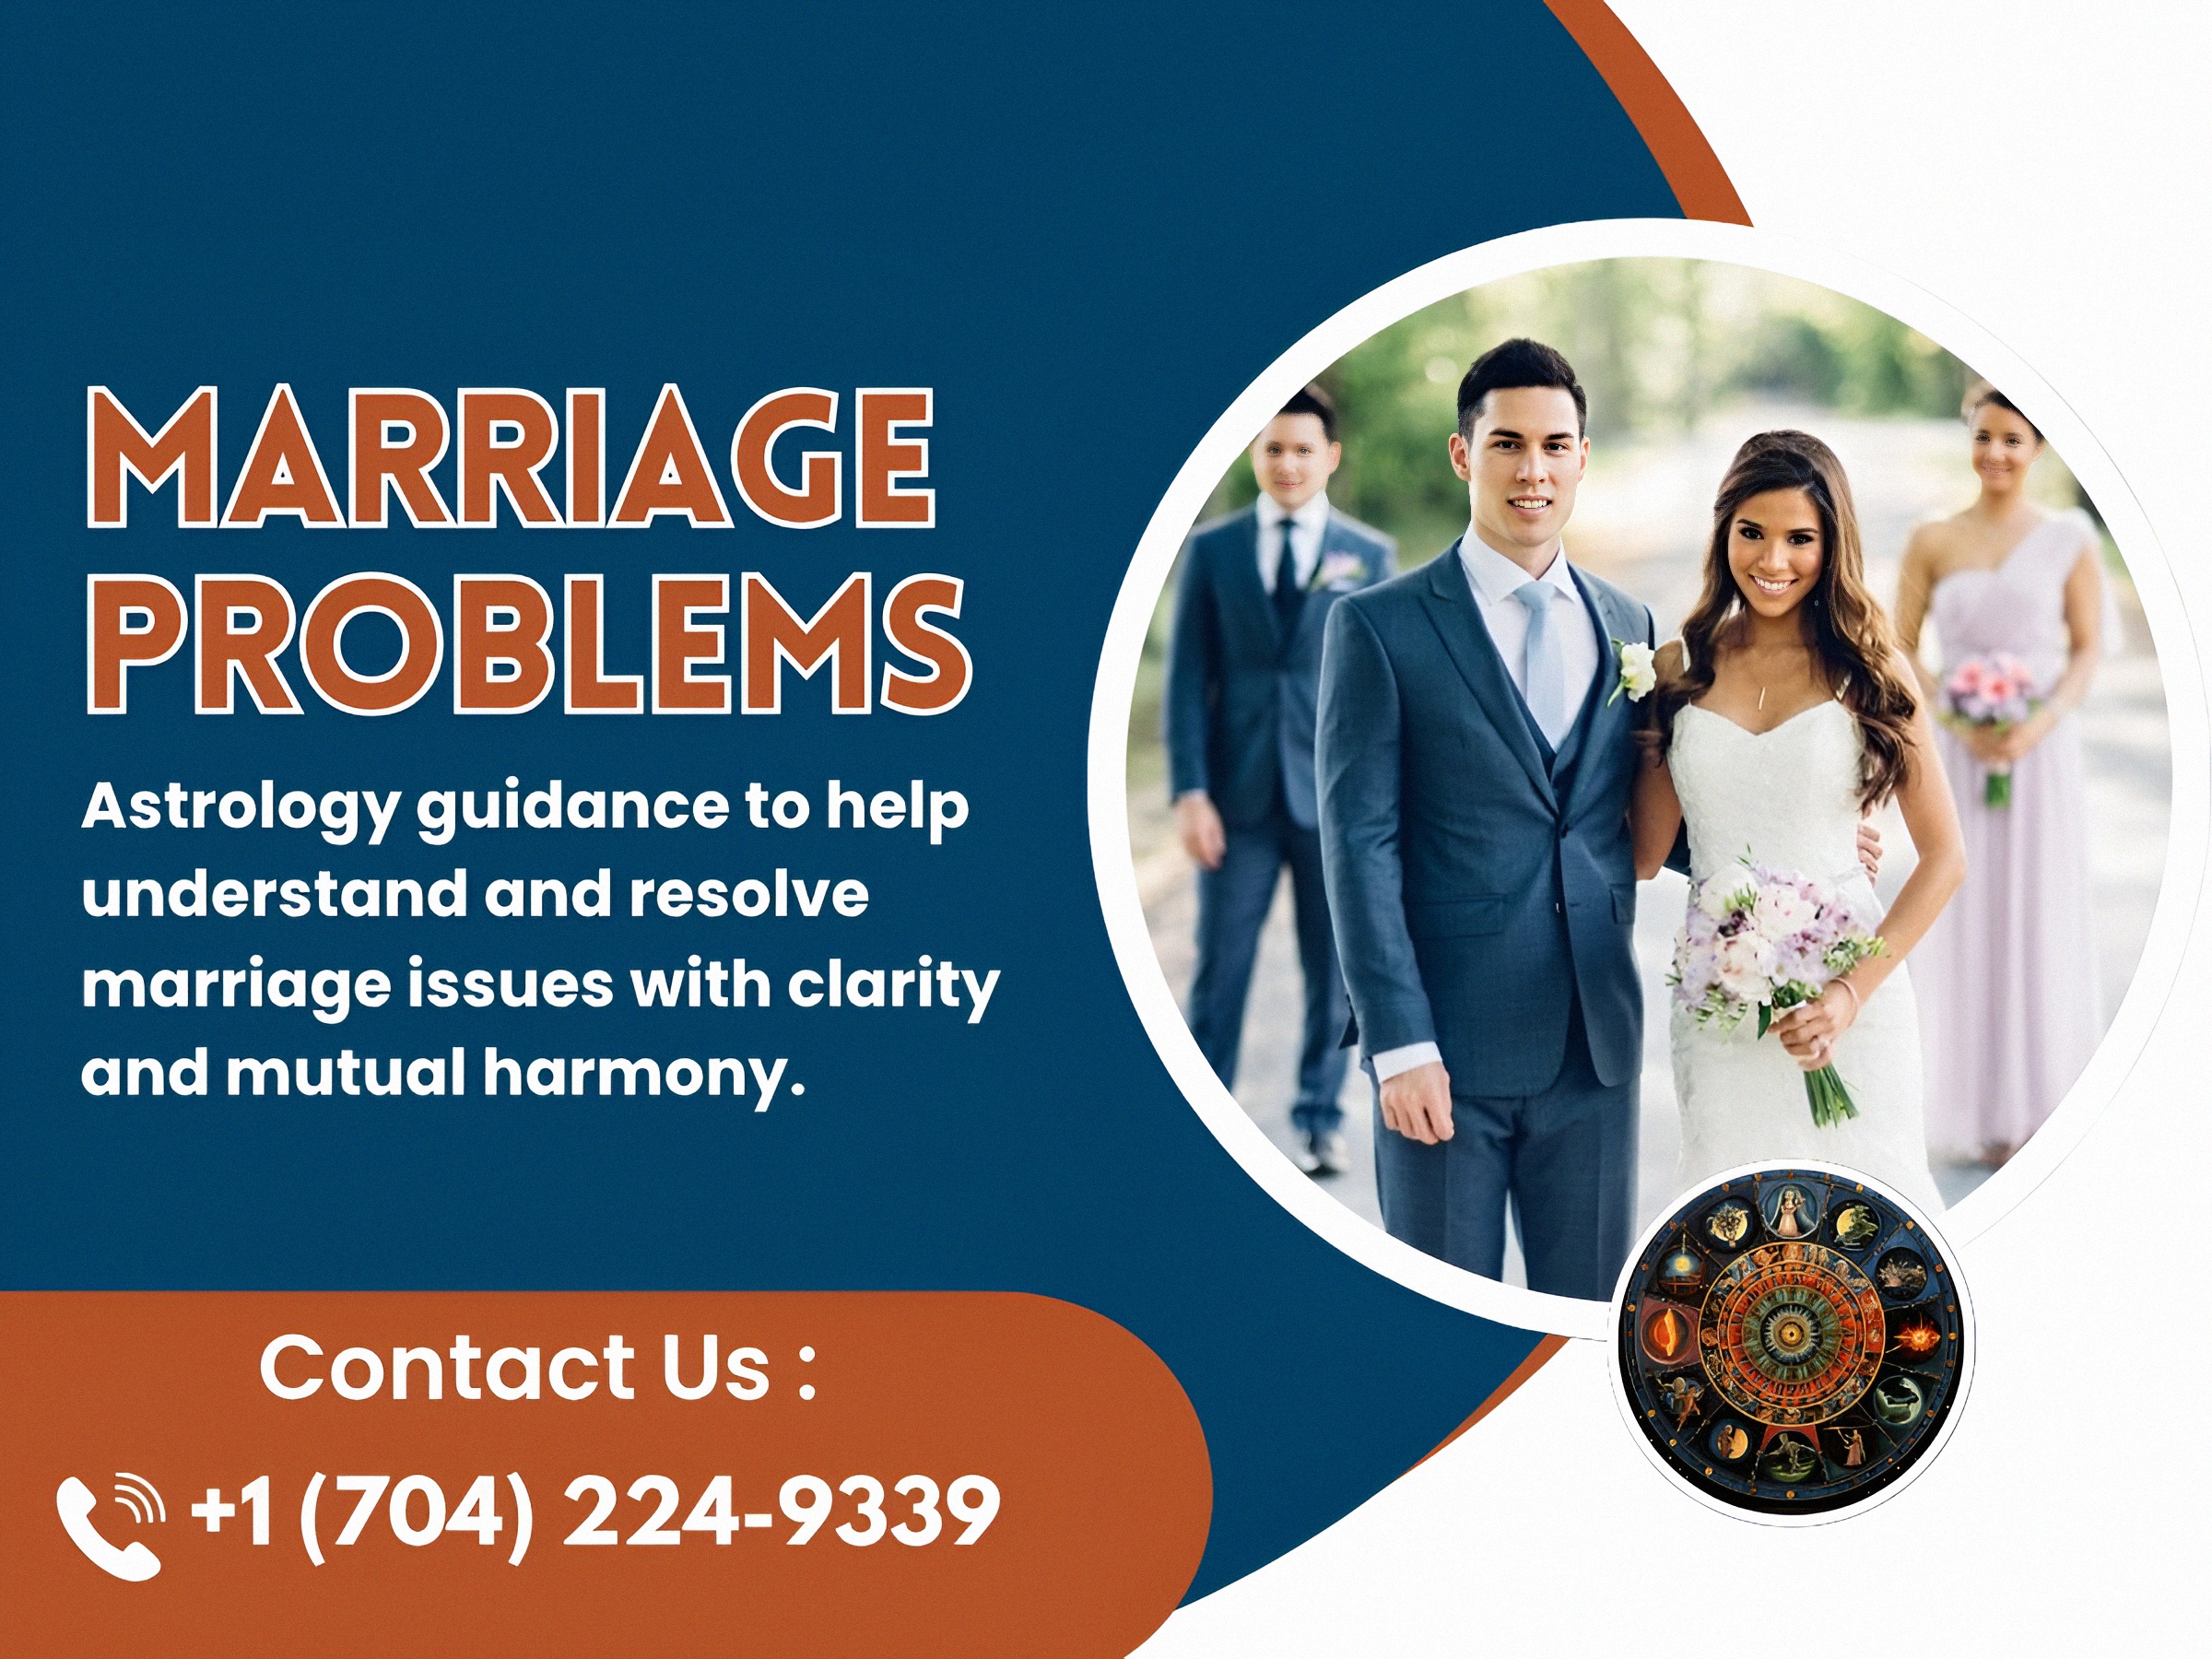 MARRIAGE
PROBLEMS
Astrology guidance to help
understand and resolve
marriage issues with clarity
and mutual harmony.
Contact Us :
+1 (704) 224-9339